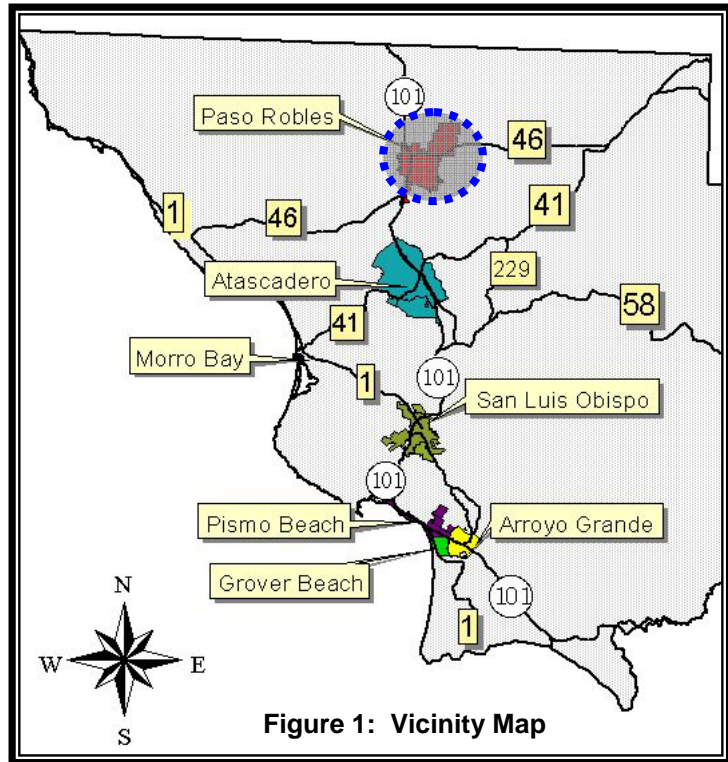 101
Paso Robles
46
41
1
46
229
Atascadero
58
41
Morro Bay
1
101
San Luis Obispo
101
Pismo Beach
Arroyo Grande
Grover Beach
101
1
N
W E
S
Figure 1: Vicinity Map